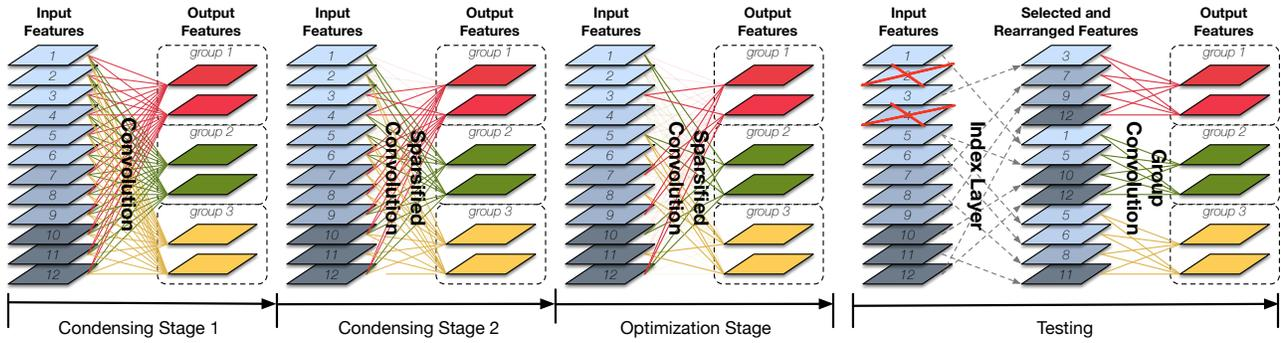 Input
Features
Output
Features
Input
Features
Output
Features
Input
Features
Output
Features
Input
Features
Selected and
Rearranged Features
Output
Features
1
2
3
4
5
6
7
8
9
10
11
12
Convolution
group 1
group 2
group 3
1
2
3
4
5
6
7
8
9
10
11
12
Sparsified
Convolution
group 1
group 2
group 3
1
2
3
4
5
6
7
8
9
10
11
12
Sparsified
Convolution
group 1
group 2
group 3
1
2
3
5
6
7
8
9
10
11
12
Index Layer
3
7
9
12
1
5
10
12
5
6
8
11
Group
Convolution
group 1
group 2
group 3
Condensing Stage 1
Condensing Stage 2
Optimization Stage
Testing